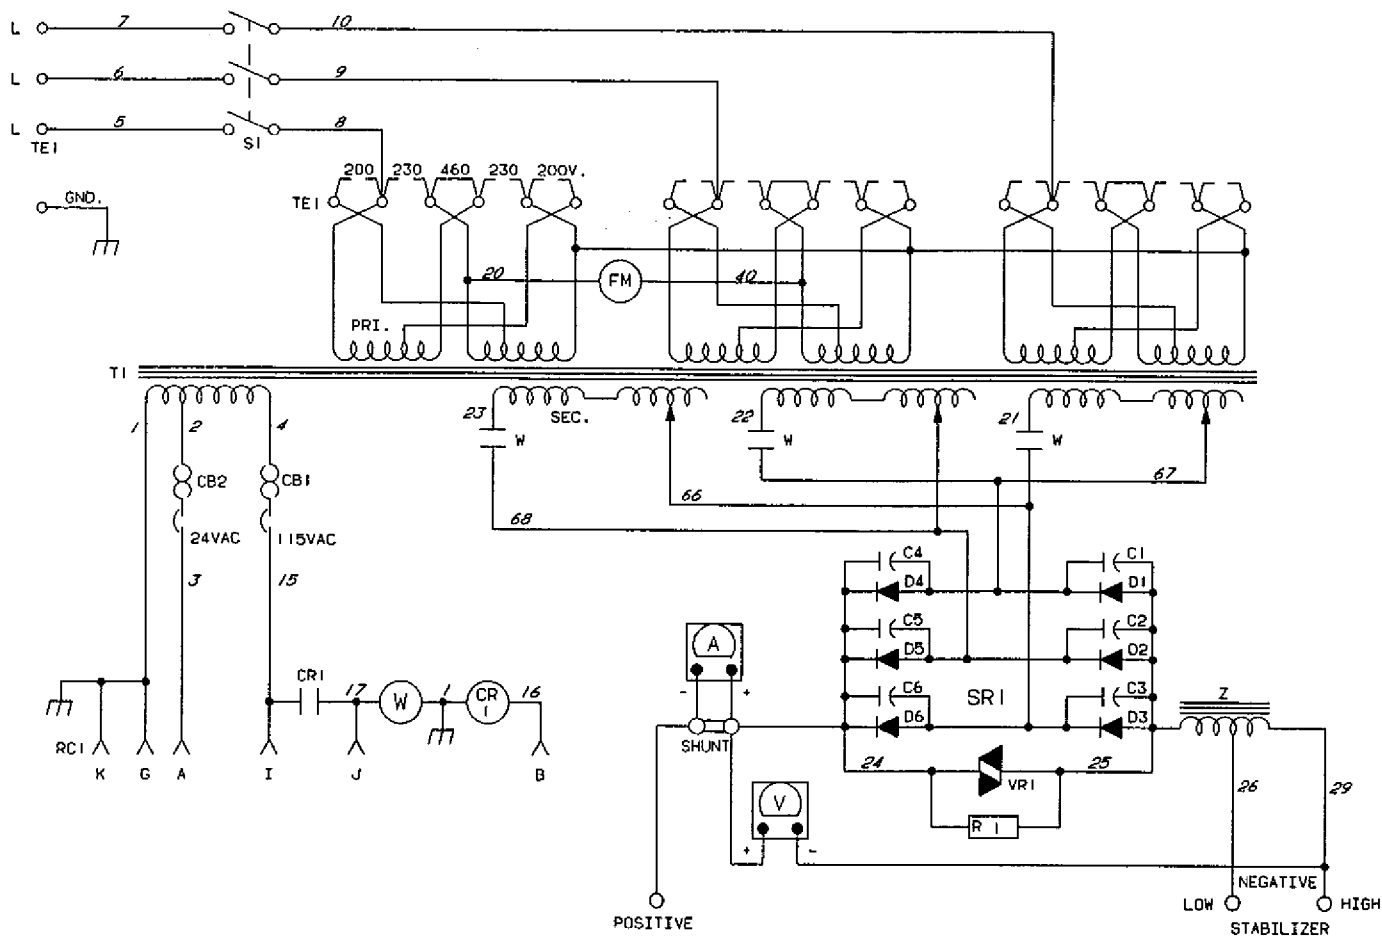 L 7 10
L 6 9
L 5 8
TE1 S1
200 230 460 230 200V.
TE1
GND.
20 FM 40
PRI.
T1
SEC.
1 2 4 23 W 22 W 21 W
CB2 CB1
66 67
68
24VAC 115VAC
3 15
C4 C1
D4 D1
C5 C2
A
D5 D2
- +
C6 SR1 C3
D6 D3
Z
CR1 17 W 1 CR 1 16
SHUNT
RC1
K G A I J B
24 VR1 25
26 29
V
R1
+ -
NEGATIVE
POSITIVE
LOW HIGH
STABILIZER